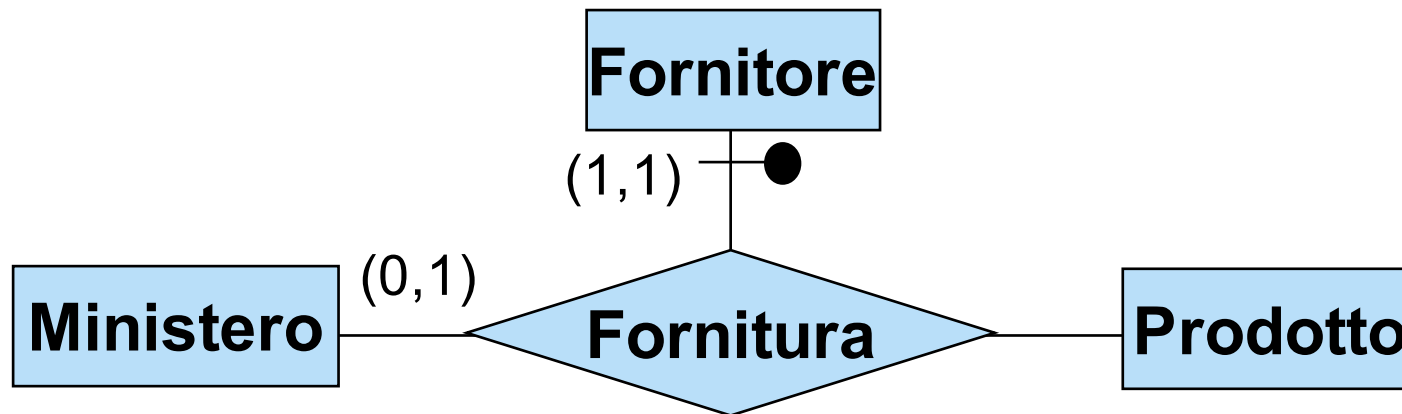 Fornitore
(1,1)
(0,1)
Ministero
Fornitura
Prodotto